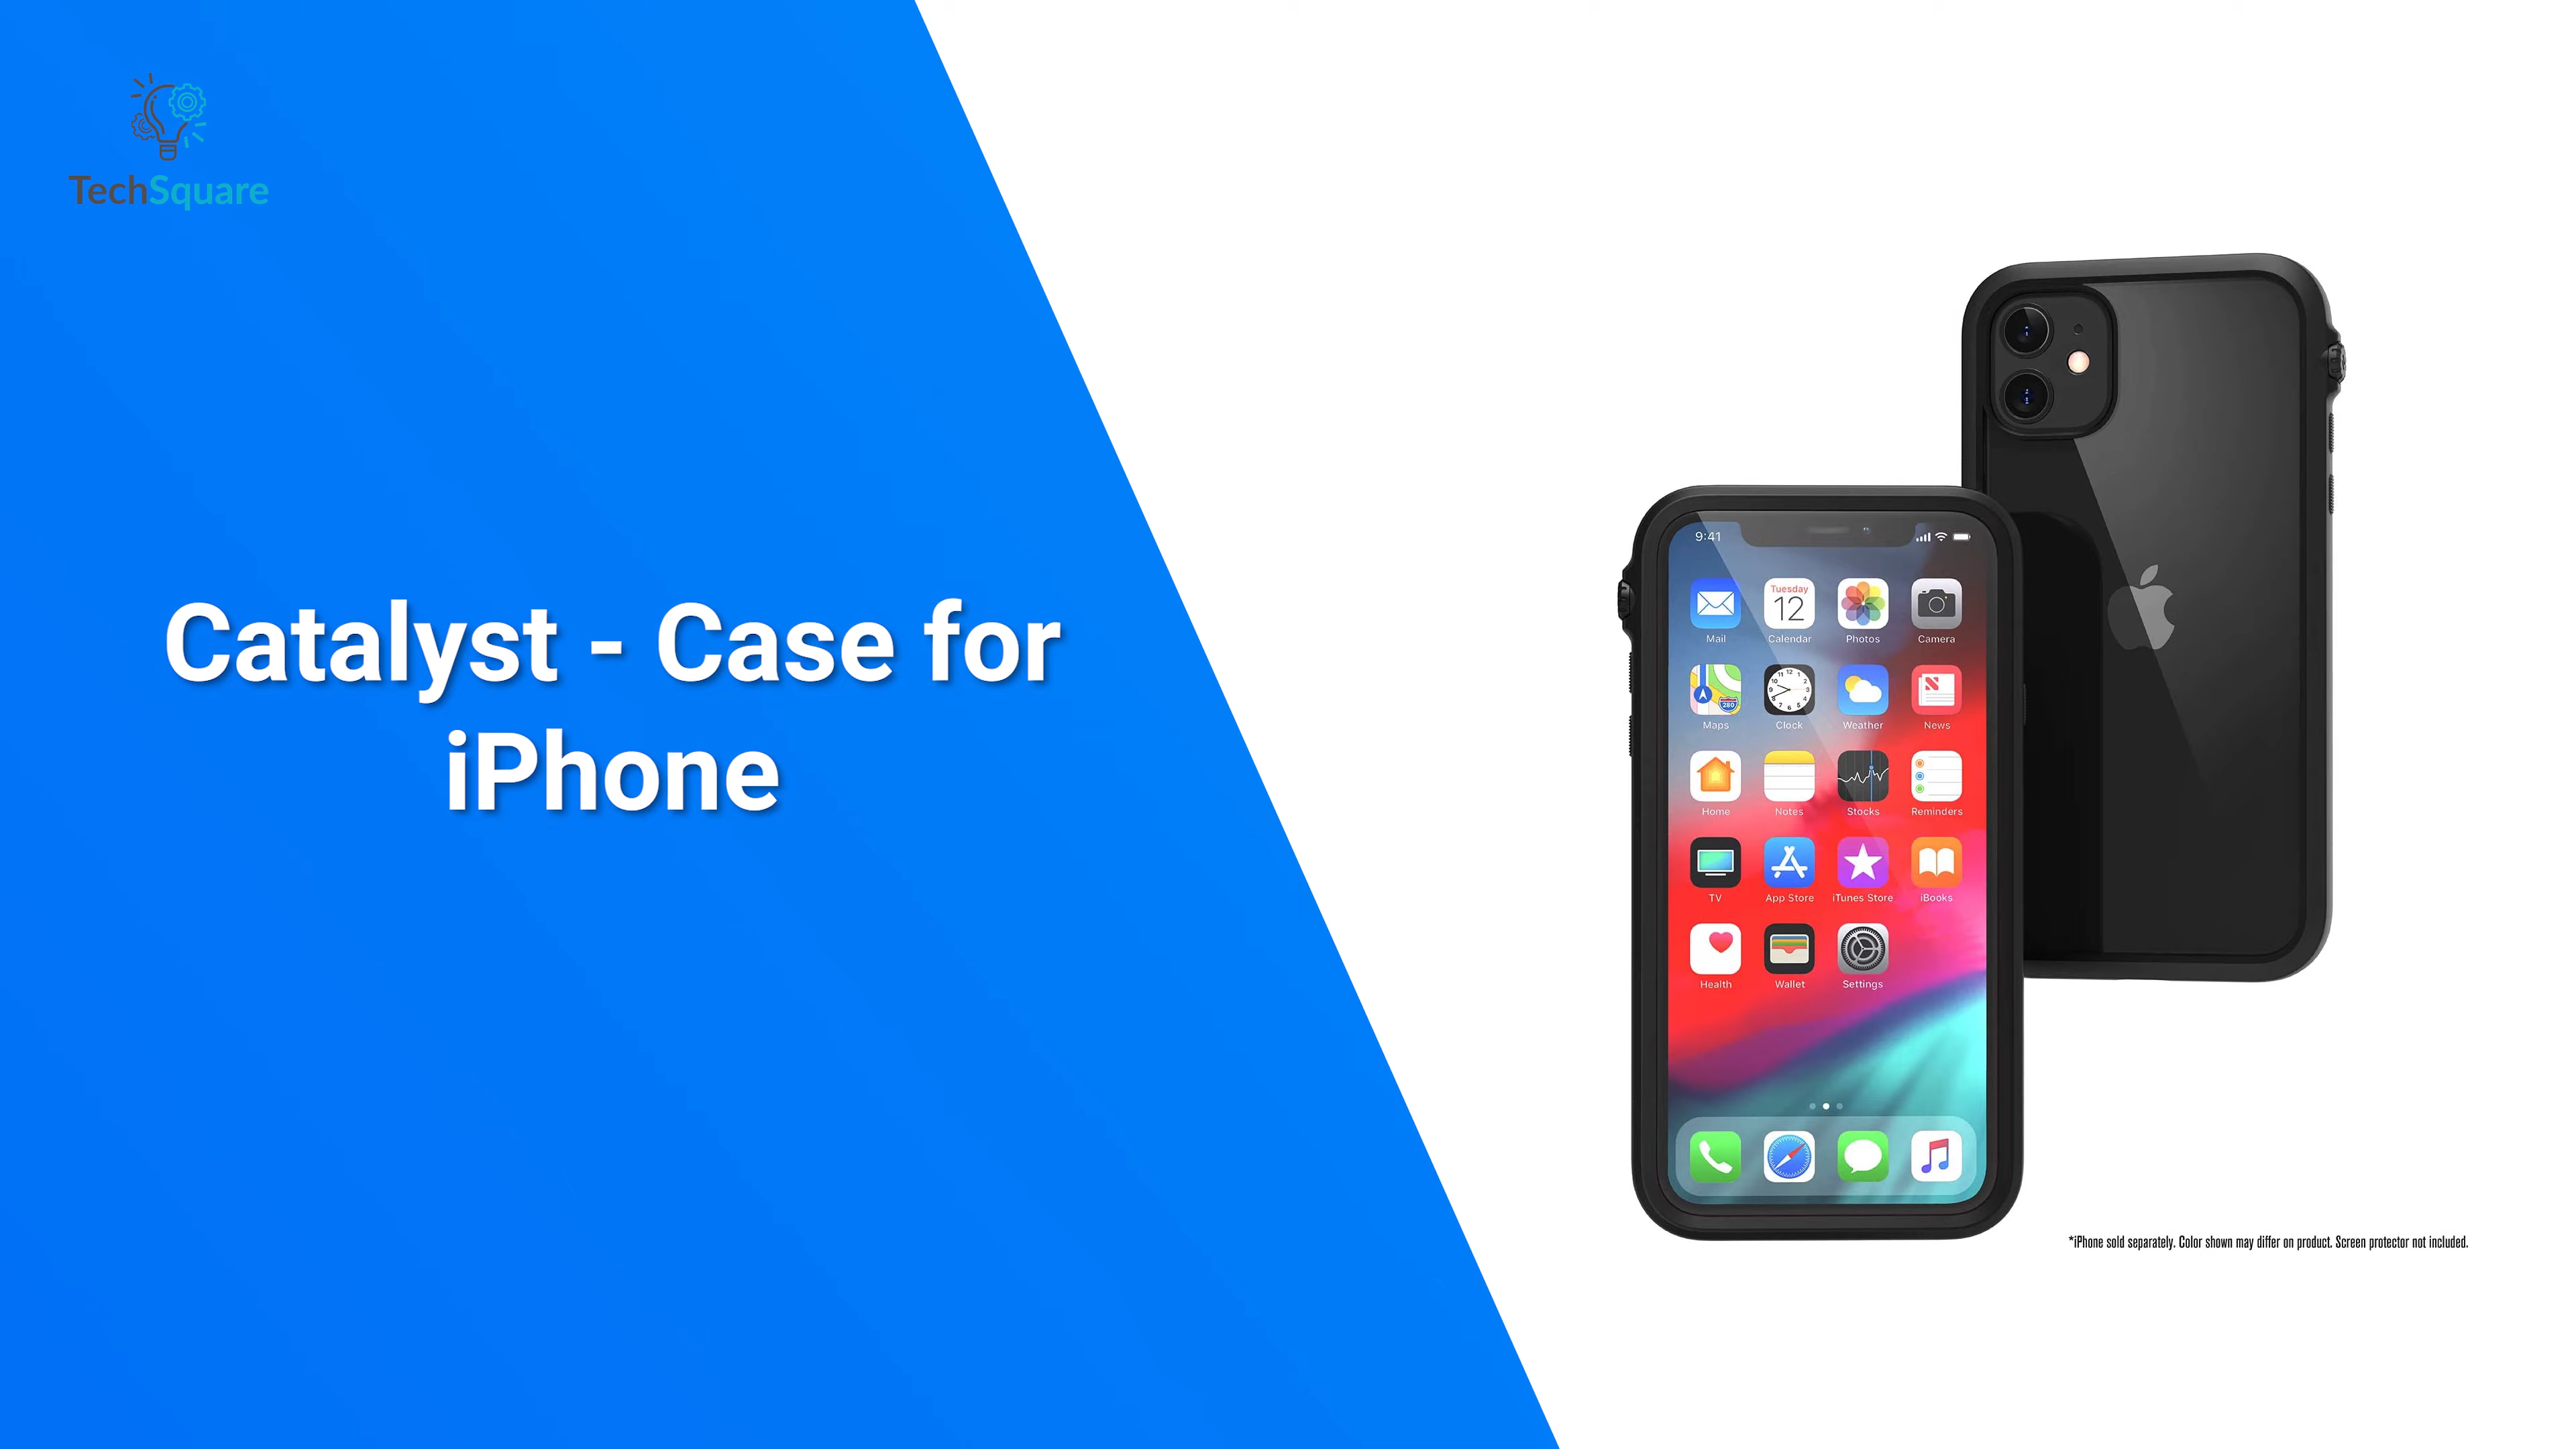 TechSquare
Catalyst - Case for
iPhone
9:41
Tuesday
12
Mail Calendar Photos Camera
280
Maps Clock Weather News
Home Notes Stocks Reminders
TV App Store iTunes Store iBooks
Health Wallet Settings
*iPhone sold separately. Color shown may differ on product. Screen protector not included.